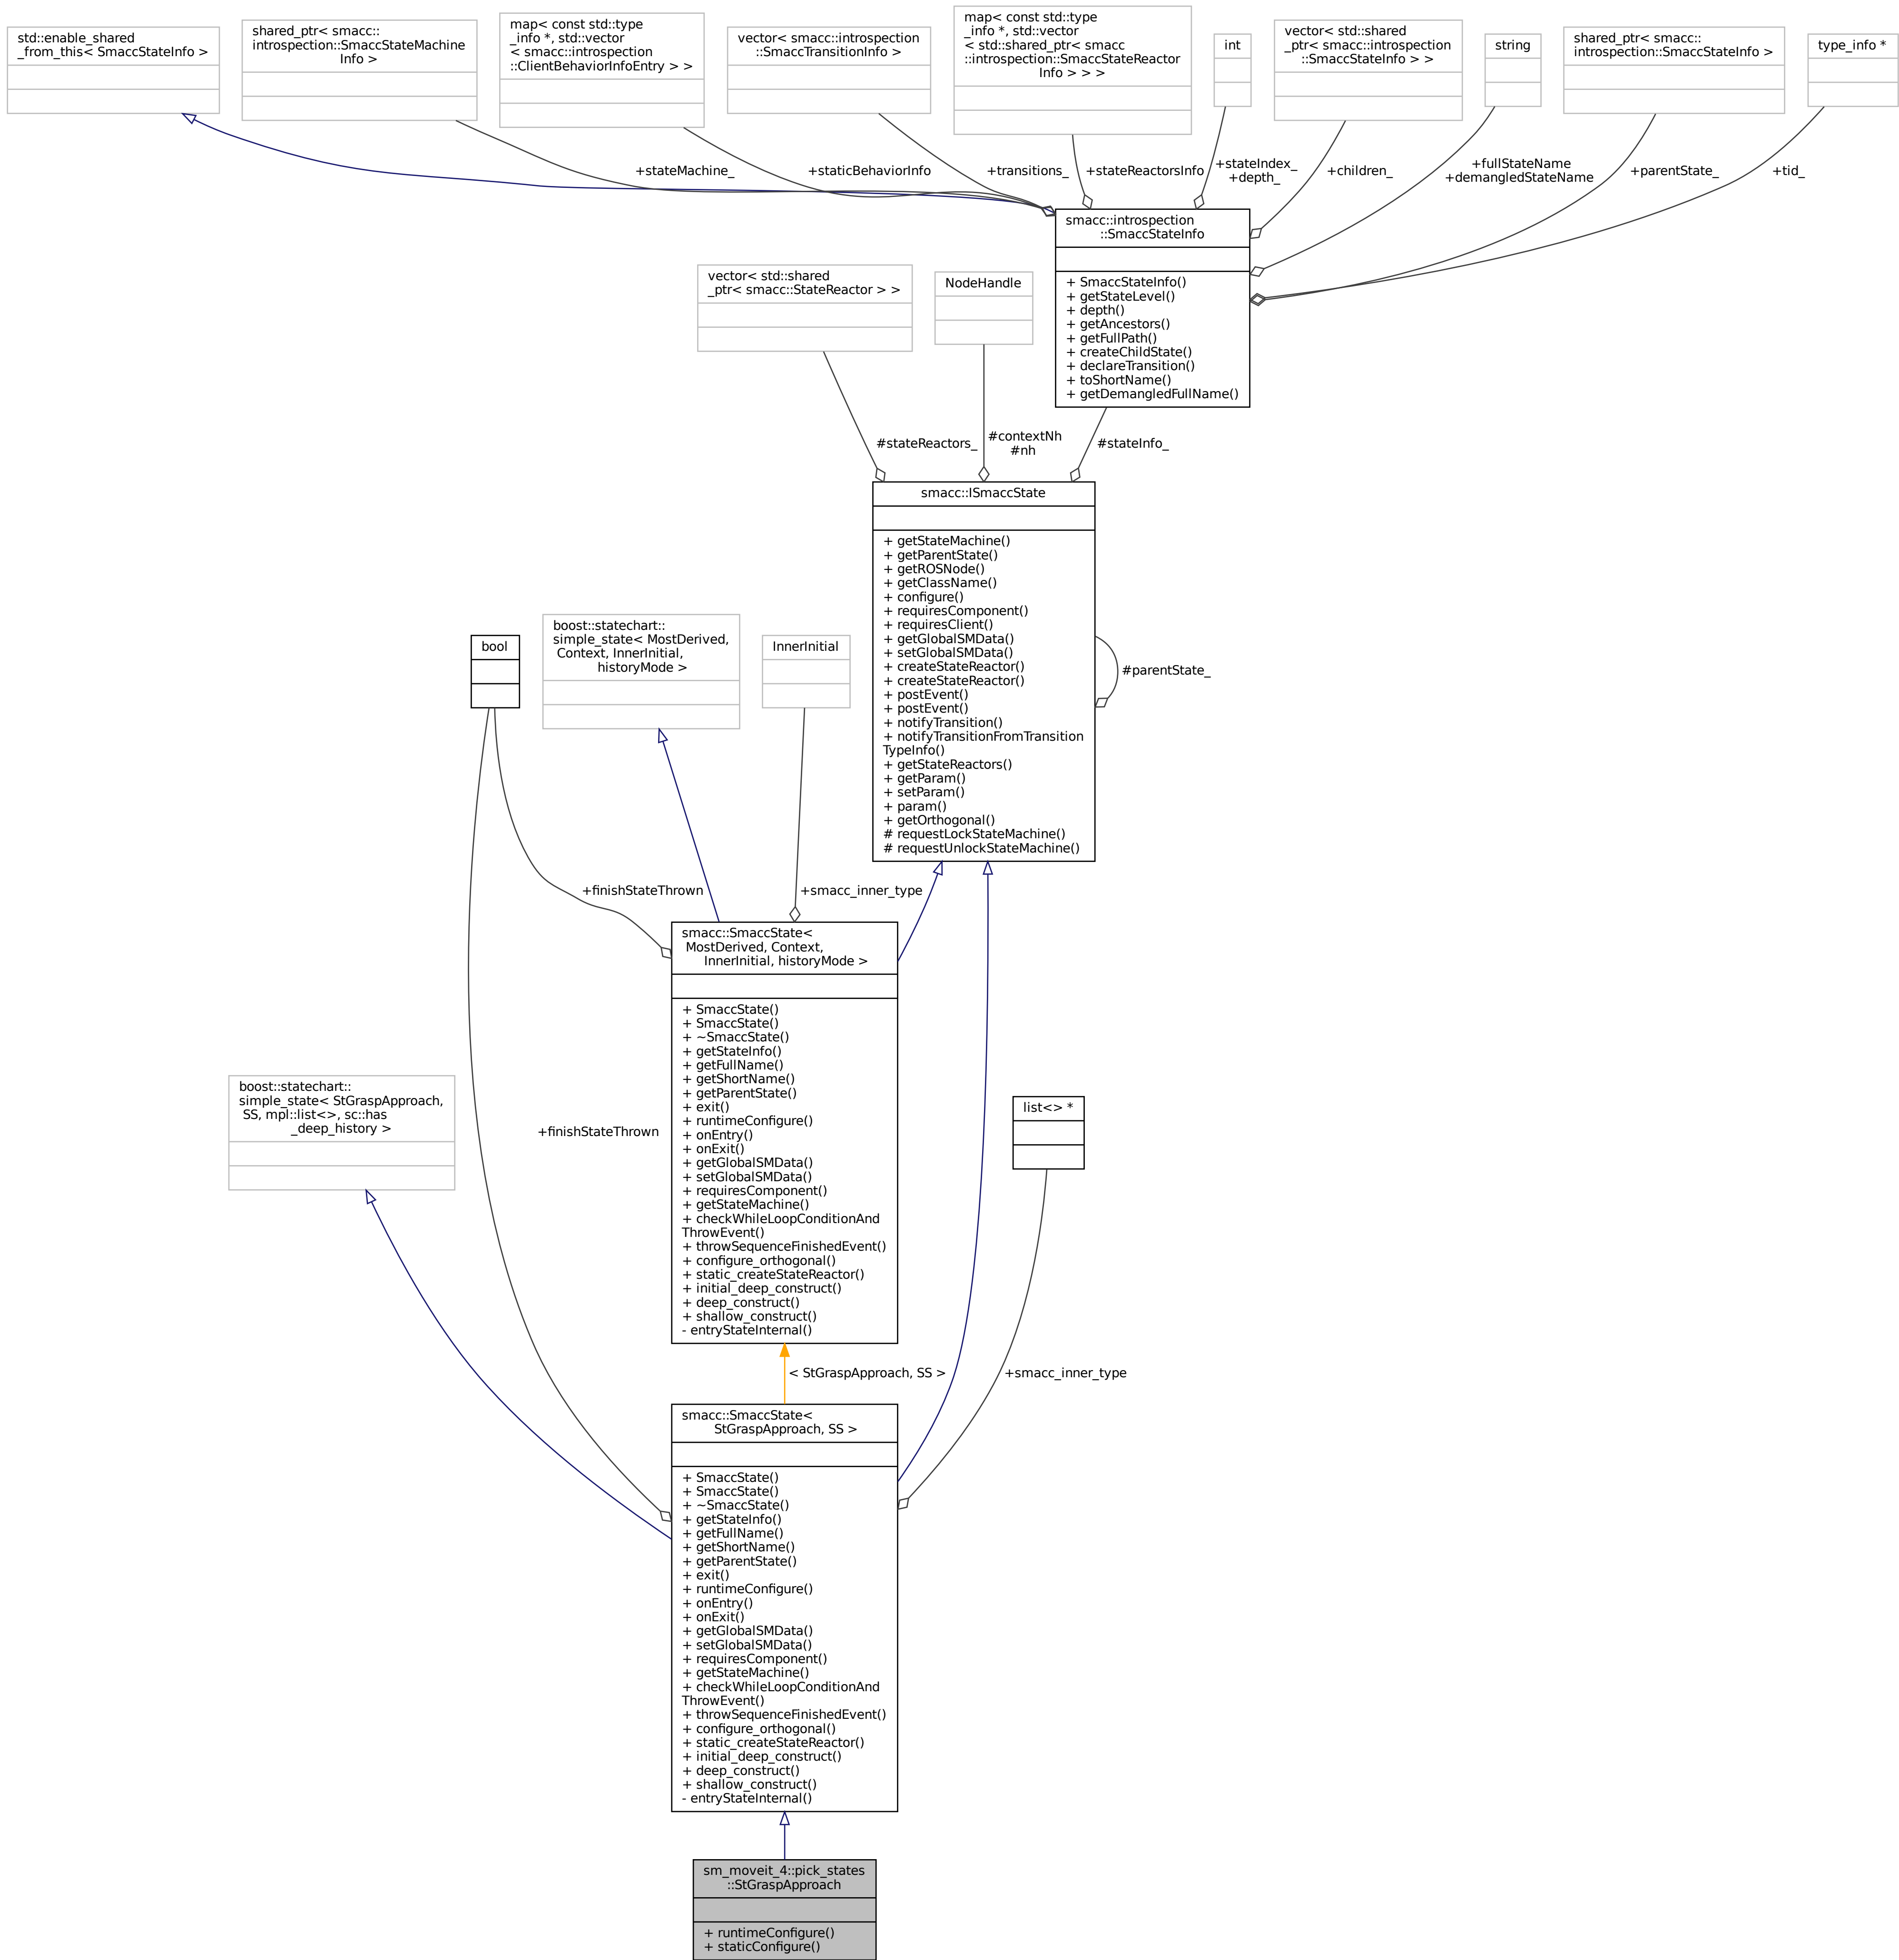 std::enable_shared
_from_this< SmaccStateInfo >
shared_ptr< smacc::
introspection::SmaccStateMachine
Info >
map< const std::type
_info *, std::vector
< smacc::introspection
::ClientBehaviorInfoEntry > >
vector< smacc::introspection
::SmaccTransitionInfo >
map< const std::type
_info *, std::vector
< std::shared_ptr< smacc
::introspection::SmaccStateReactor
Info > > >
int
vector< std::shared
_ptr< smacc::introspection
::SmaccStateInfo > >
string
shared_ptr< smacc::
introspection::SmaccStateInfo >
type_info *
+stateMachine_
+staticBehaviorInfo
+transitions_
+stateReactorsInfo
+stateIndex_
+depth_
+children_
+fullStateName
+demangledStateName
+parentState_
+tid_
smacc::introspection
::SmaccStateInfo
+ SmaccStateInfo()
+ getStateLevel()
+ depth()
+ getAncestors()
+ getFullPath()
+ createChildState()
+ declareTransition()
+ toShortName()
+ getDemangledFullName()
vector< std::shared
_ptr< smacc::StateReactor > >
NodeHandle
#stateReactors_
#contextNh
#nh
#stateInfo_
smacc::ISmaccState
+ getStateMachine()
+ getParentState()
+ getROSNode()
+ getClassName()
+ configure()
+ requiresComponent()
+ requiresClient()
+ getGlobalSMData()
+ setGlobalSMData()
+ createStateReactor()
+ createStateReactor()
+ postEvent()
+ postEvent()
+ notifyTransition()
+ notifyTransitionFromTransition
TypeInfo()
+ getStateReactors()
+ getParam()
+ setParam()
+ param()
+ getOrthogonal()
# requestLockStateMachine()
# requestUnlockStateMachine()
#parentState_
bool
boost::statechart::
simple_state< MostDerived,
Context, InnerInitial,
historyMode >
InnerInitial
+finishStateThrown
+smacc_inner_type
smacc::SmaccState<
MostDerived, Context,
InnerInitial, historyMode >
+ SmaccState()
+ SmaccState()
+ ~SmaccState()
+ getStateInfo()
+ getFullName()
+ getShortName()
+ getParentState()
+ exit()
+ runtimeConfigure()
+ onEntry()
+ onExit()
+ getGlobalSMData()
+ setGlobalSMData()
+ requiresComponent()
+ getStateMachine()
+ checkWhileLoopConditionAnd
ThrowEvent()
+ throwSequenceFinishedEvent()
+ configure_orthogonal()
+ static_createStateReactor()
+ initial_deep_construct()
+ deep_construct()
+ shallow_construct()
- entryStateInternal()
boost::statechart::
simple_state< StGraspApproach,
SS, mpl::list<>, sc::has
_deep_history >
+finishStateThrown
list<> *
< StGraspApproach, SS >
+smacc_inner_type
smacc::SmaccState<
StGraspApproach, SS >
+ SmaccState()
+ SmaccState()
+ ~SmaccState()
+ getStateInfo()
+ getFullName()
+ getShortName()
+ getParentState()
+ exit()
+ runtimeConfigure()
+ onEntry()
+ onExit()
+ getGlobalSMData()
+ setGlobalSMData()
+ requiresComponent()
+ getStateMachine()
+ checkWhileLoopConditionAnd
ThrowEvent()
+ throwSequenceFinishedEvent()
+ configure_orthogonal()
+ static_createStateReactor()
+ initial_deep_construct()
+ deep_construct()
+ shallow_construct()
- entryStateInternal()
sm_moveit_4::pick_states
::StGraspApproach
+ runtimeConfigure()
+ staticConfigure()